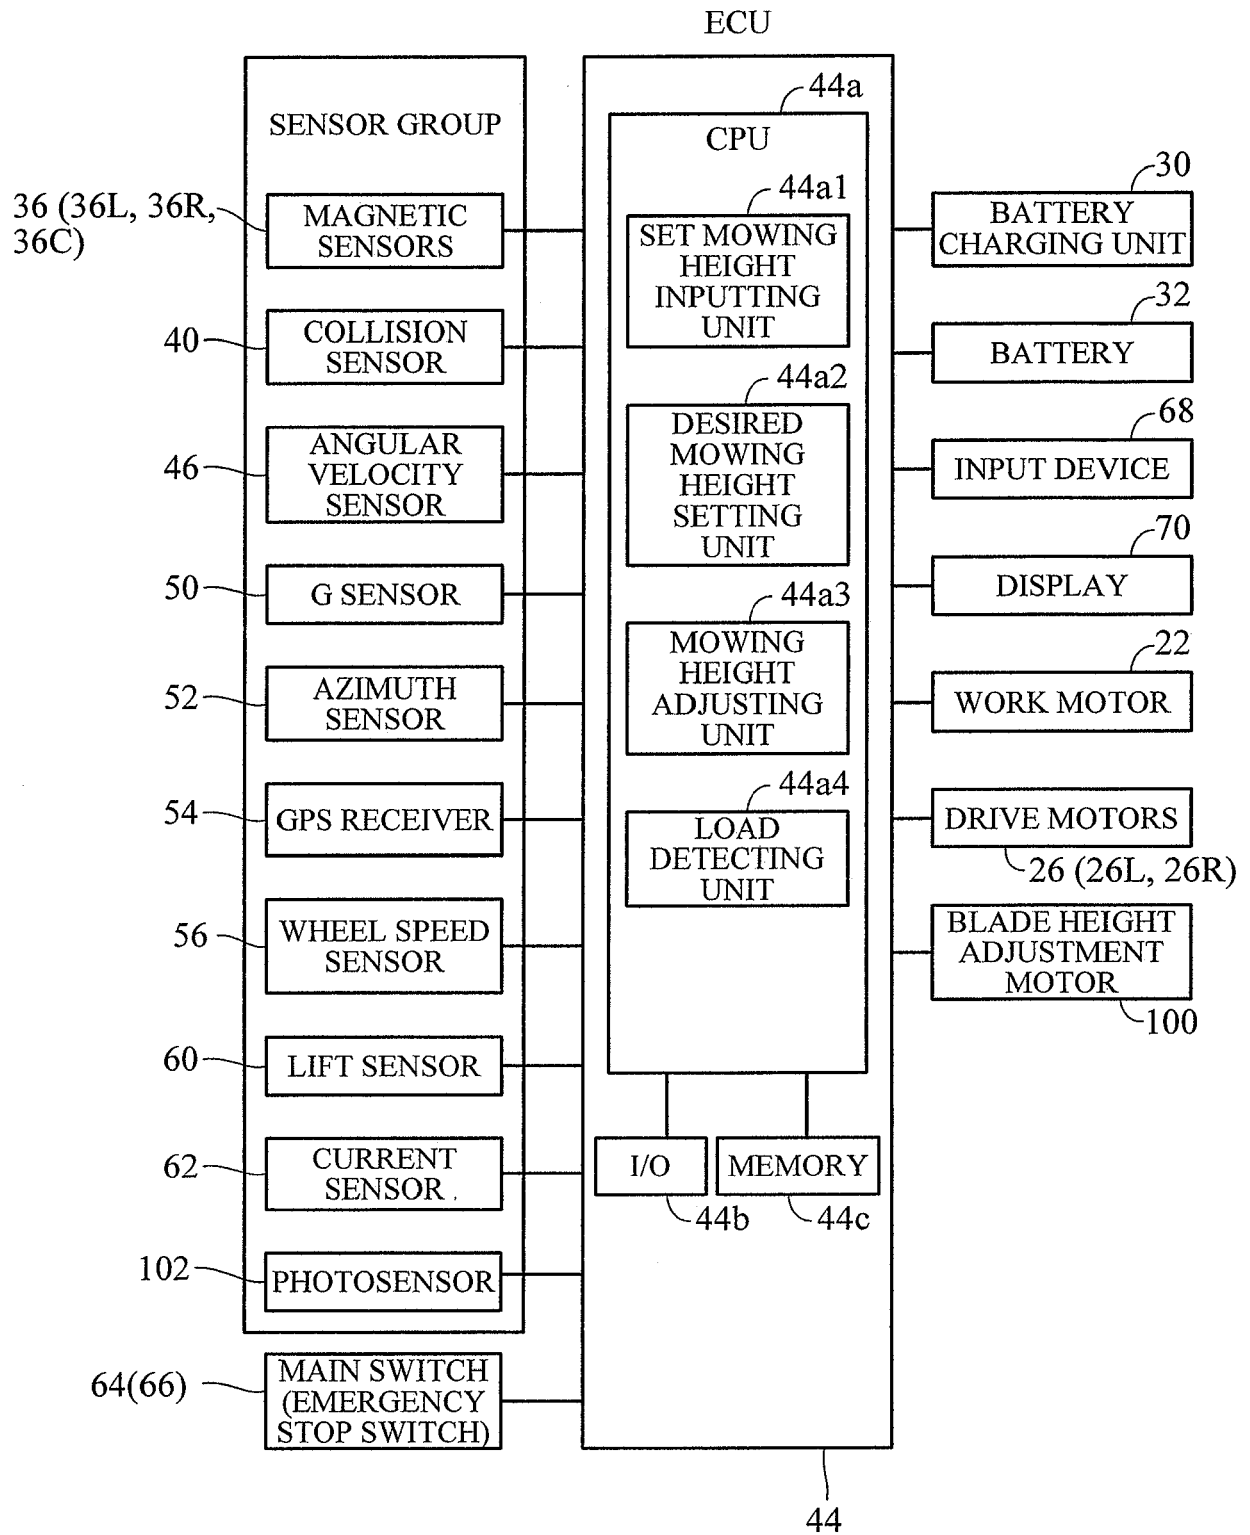 ECU
SENSOR GROUP
36 (36L, 36R,
36C)
MAGNETIC
SENSORS
40
COLLISION
SENSOR
46
ANGULAR
VELOCITY
SENSOR
50
G SENSOR
52
AZIMUTH
SENSOR
54
GPS RECEIVER
56
WHEEL SPEED
SENSOR
60
LIFT SENSOR
62
CURRENT
SENSOR
102
PHOTOSENSOR
64(66)
MAIN SWITCH
(EMERGENCY
STOP SWITCH)
44a
CPU
44a1
SET MOWING
HEIGHT
INPUTTING
UNIT
44a2
DESIRED
MOWING
HEIGHT
SETTING
UNIT
44a3
MOWING
HEIGHT
ADJUSTING
UNIT
44a4
LOAD
DETECTING
UNIT
I/O
44b
MEMORY
44c
44
30
BATTERY
CHARGING UNIT
32
BATTERY
68
INPUT DEVICE
70
DISPLAY
22
WORK MOTOR
DRIVE MOTORS
26 (26L, 26R)
BLADE HEIGHT
ADJUSTMENT
MOTOR
100